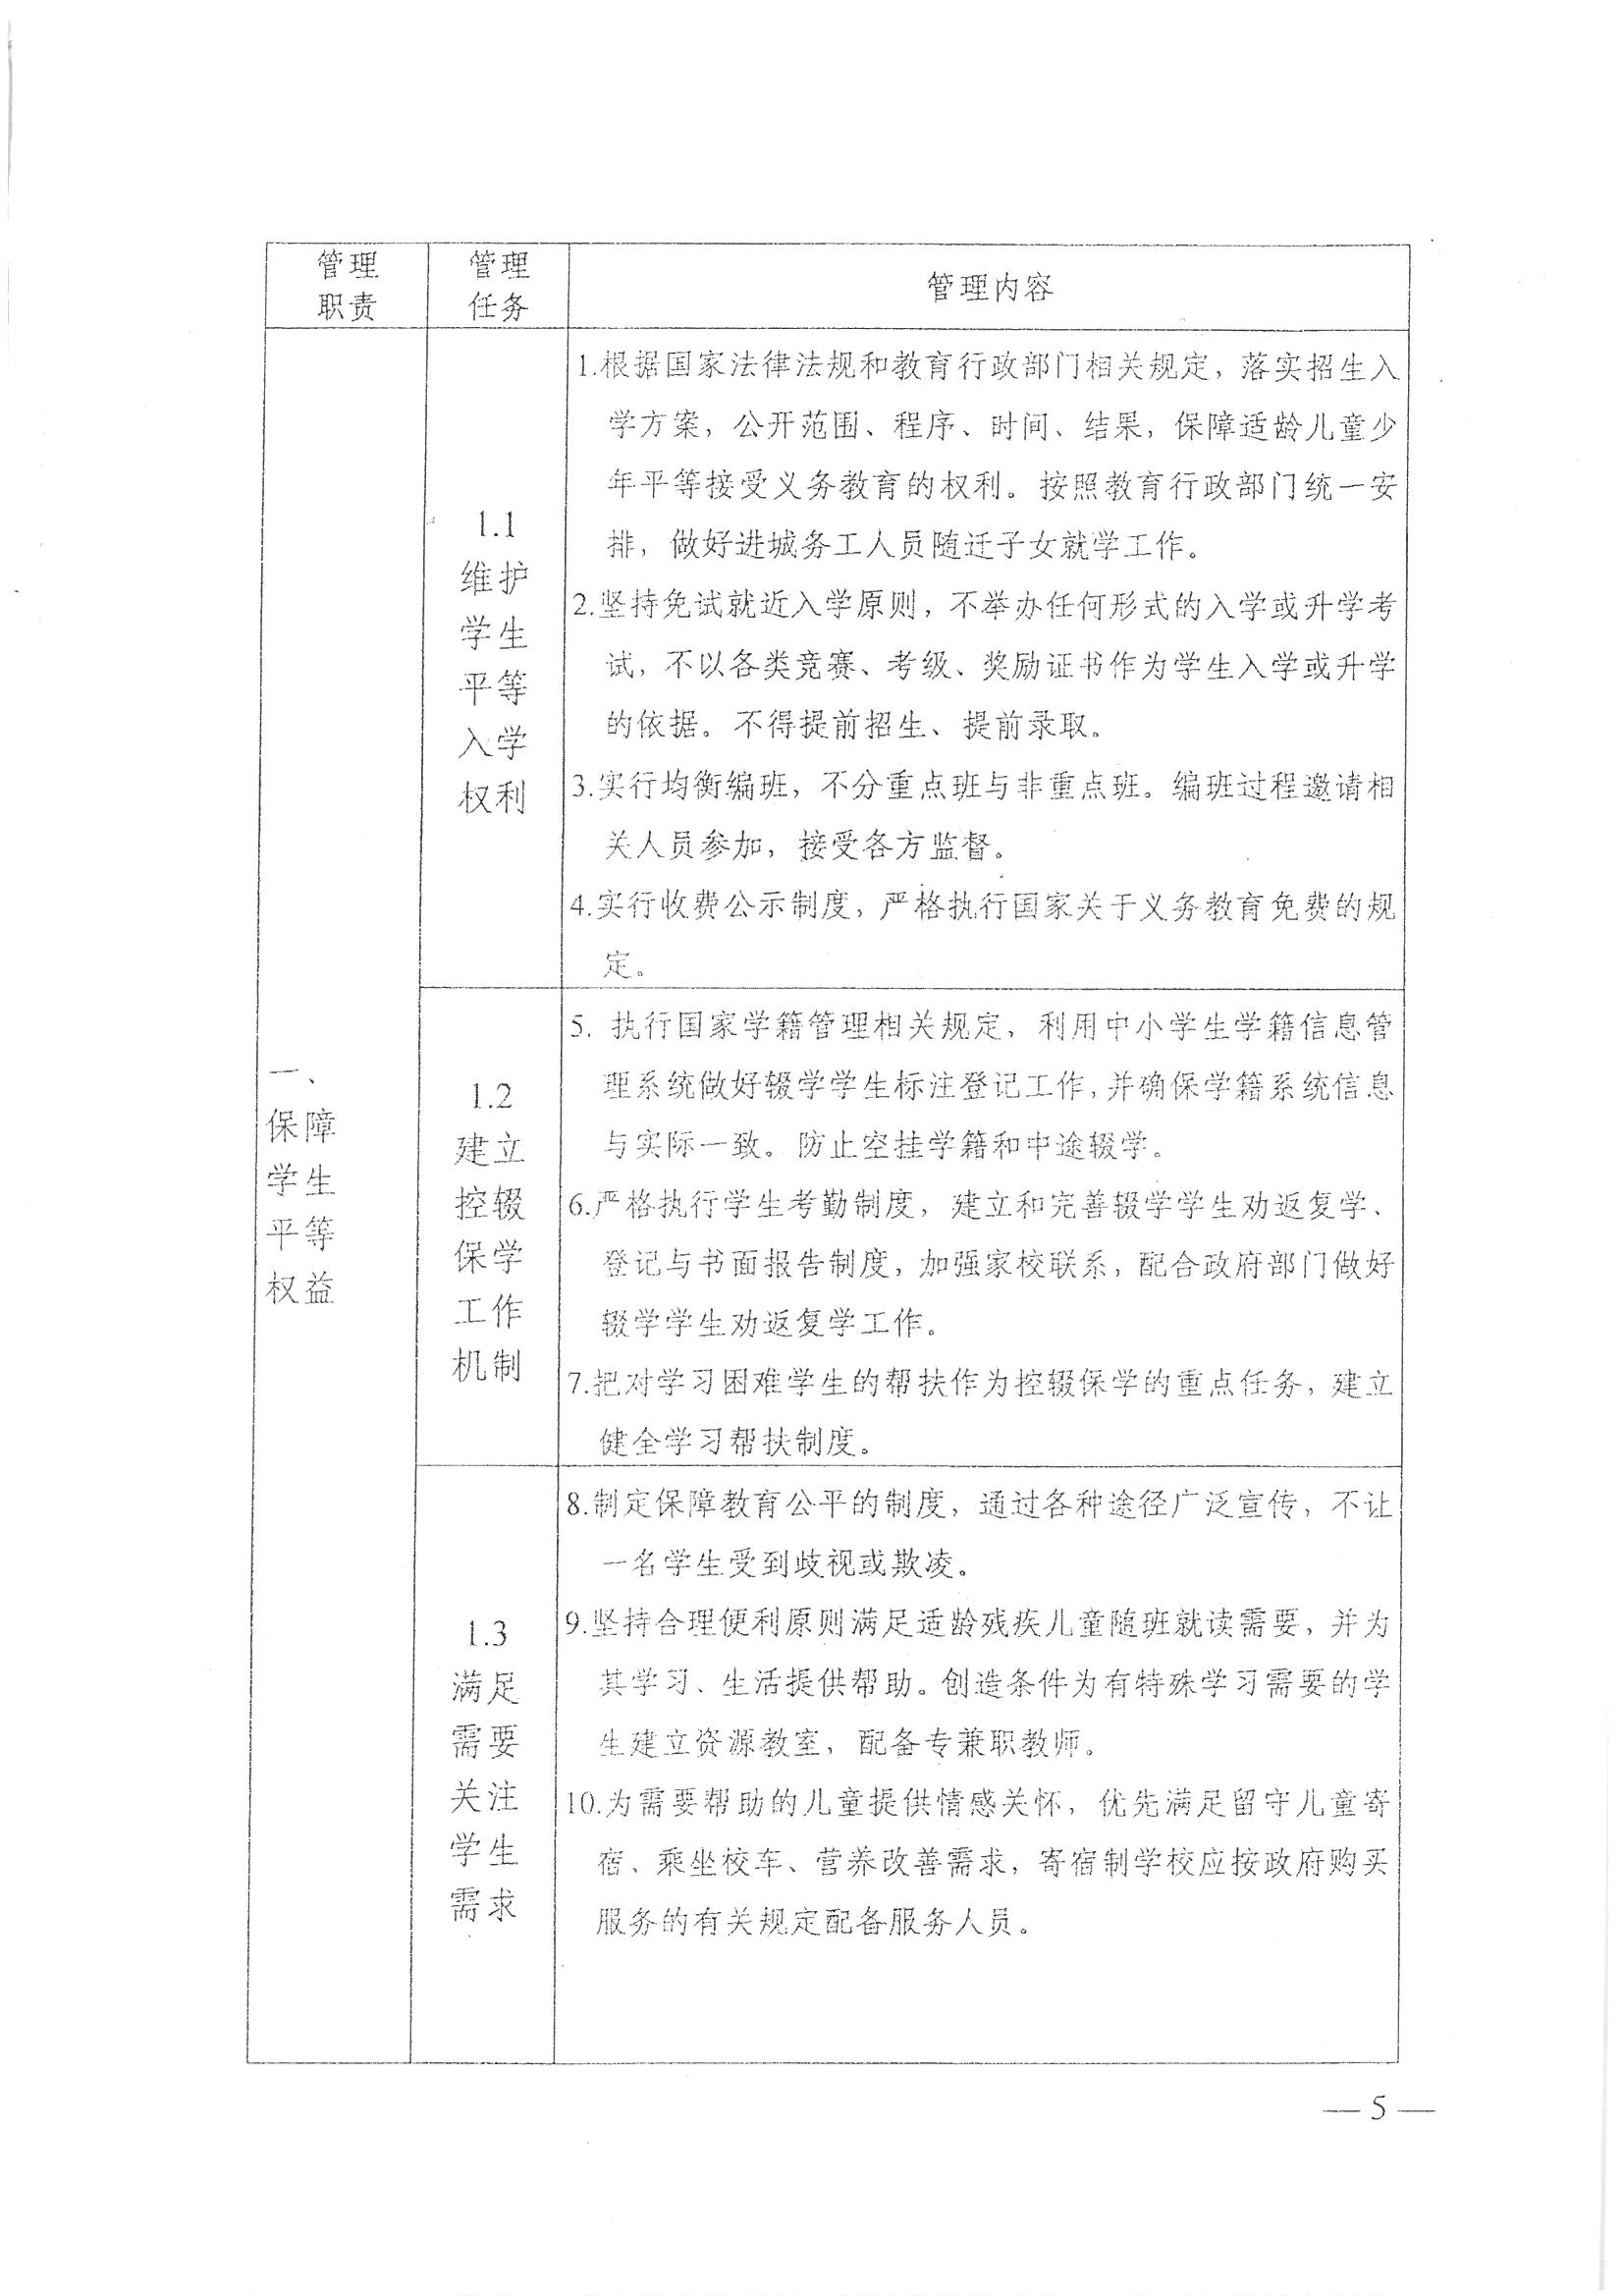 管理
职责
管理
任务
管理内容
一、
保障
学生
平等
权益
1.1
维护
学生
平等
入学
权利
1.根据国家法律法规和教育行政部门相关规定，落实招生入
学方案，公开范围、程序、时间、结果，保障适龄儿童少
年平等接受义务教育的权利。按照教育行政部门统一安
排，做好进城务工人员随迁子女就学工作。
2.坚持免试就近入学原则，不举办任何形式的入学或升学考
试，不以各类竞赛、考级、奖励证书作为学生入学或升学
的依据。不得提前招生、提前录取。
3.实行均衡编班，不分重点班与非重点班。编班过程邀请相
关人员参加，接受各方监督。
4.实行收费公示制度，严格执行国家关于义务教育免费的规
定。
1.2
建立
控辍
保学
工作
机制
5. 执行国家学籍管理相关规定，利用中小学生学籍信息管
理系统做好辍学学生标注登记工作,并确保学籍系统信息
与实际一致。防止空挂学籍和中途辍学。
6.严格执行学生考勤制度，建立和完善辍学学生劝返复学、
登记与书面报告制度，加强家校联系，配合政府部门做好
辍学学生劝返复学工作。
7.把对学习困难学生的帮扶作为控辍保学的重点任务，建立
健全学习帮扶制度。
1.3
满足
需要
关注
学生
需求
8.制定保障教育公平的制度，通过各种途径广泛宣传，不让
一名学生受到歧视或欺凌。
9.坚持合理便利原则满足适龄残疾儿童随班就读需要，并为
其学习、生活提供帮助。创造条件为有特殊学习需要的学
生建立资源教室，配备专兼职教师。
10.为需要帮助的儿童提供情感关怀，优先满足留守儿童寄
宿、乘坐校车、营养改善需求，寄宿制学校应按政府购买
服务的有关规定配备服务人员。
— 5 —